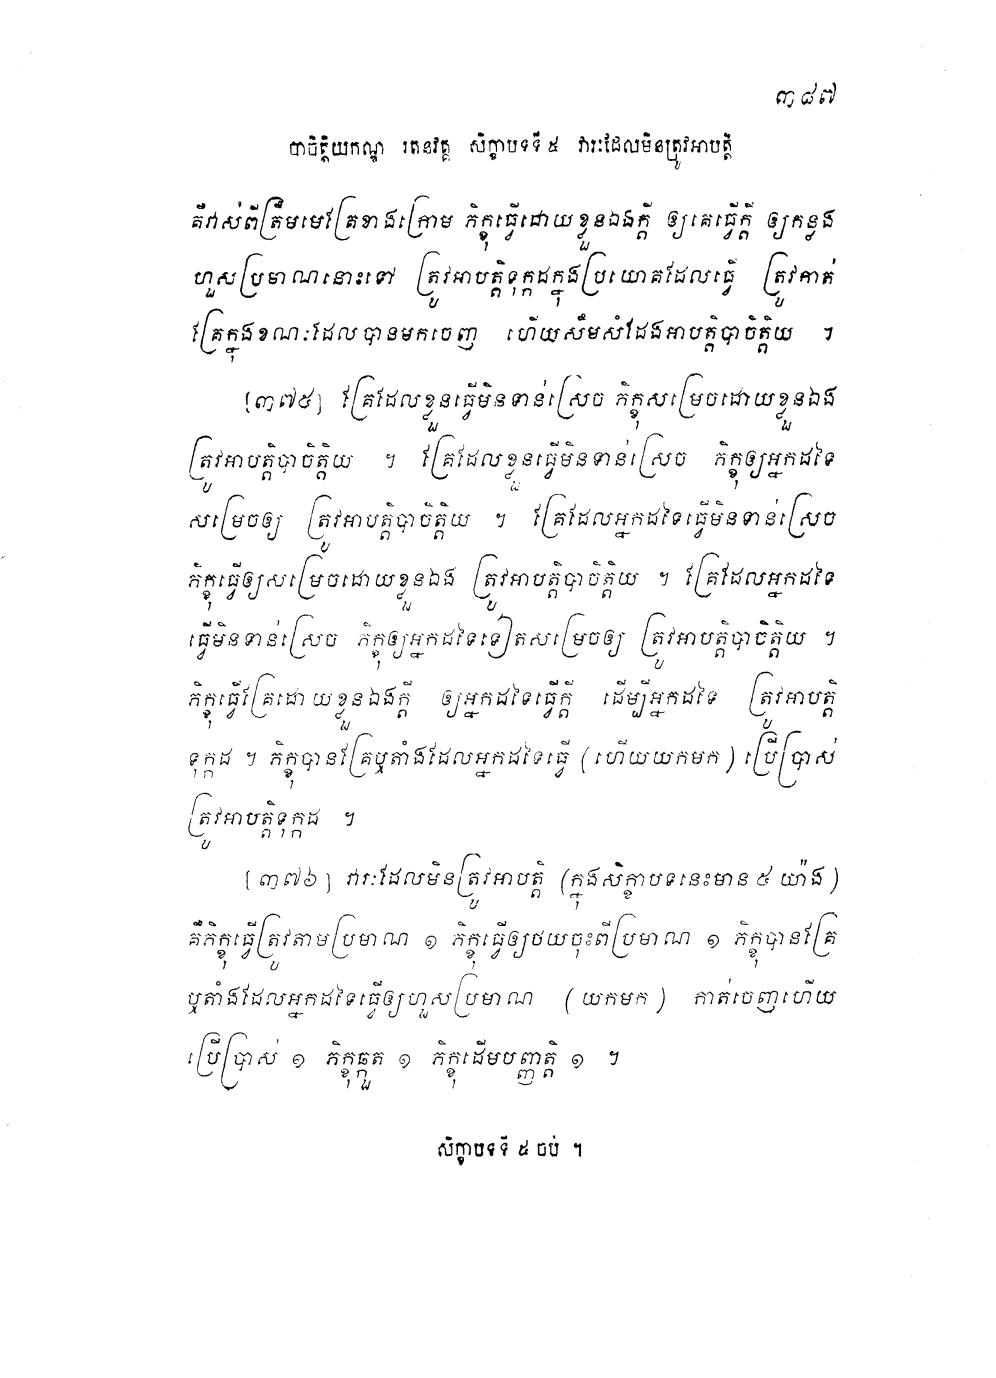 ៣៨៧
បាចិត្តិយកណ្ឌ រតនវគ្គ សិក្ខាបទទី ៥ វារៈដែលមិនត្រូវអាបត្តិ
គឺវាស់ពីត្រឹមមេត្រែខាងក្រោម ភិក្ខុធ្វើដោយខ្លួនឯងក្តី ឲ្យគេធ្វើក្តី ឲ្យកន្លង
ហួសប្រមាណនោះទៅ ត្រូវអាបត្តិទុក្កដក្នុងប្រយោគដែលធ្វើ ត្រូវកាត់
គ្រែក្នុងខណៈដែលបានមកចេញ ហើយសឹមសំដែងអាបត្តិបាចិត្តិយ ។
[៣៧៥] គ្រែដែលខ្លួនធ្វើមិនទាន់ស្រេច ភិក្ខុសម្រេចដោយខ្លួនឯង
ត្រូវអាបត្តិបាចិត្តិយ ។ គ្រែដែលខ្លួនធ្វើមិនទាន់ស្រេច ភិក្ខុឲ្យអ្នកដទៃ
សម្រេចឲ្យ ត្រូវអាបត្តិបាចិត្តិយ ។ គ្រែដែលអ្នកដទៃធ្វើមិនទាន់ស្រេច
ភិក្ខុធ្វើឲ្យសម្រេចដោយខ្លួនឯង ត្រូវអាបត្តិបាចិត្តិយ ។ គ្រែដែលអ្នកដទៃ
ធ្វើមិនទាន់ស្រេច ភិក្ខុឲ្យអ្នកដទៃទៀតសម្រេចឲ្យ ត្រូវអាបត្តិបាចិត្តិយ ។
ភិក្ខុធ្វើគ្រែដោយខ្លួនឯងក្តី ឲ្យអ្នកដទៃធ្វើក្តី ដើម្បីអ្នកដទៃ ត្រូវអាបត្តិ
ទុក្កដ ។ ភិក្ខុបានគ្រែឬតាំងដែលអ្នកដទៃធ្វើ (ហើយយកមក) ប្រើប្រាស់
ត្រូវអាបត្តិទុក្កដ ។
[៣៧៦] វារៈដែលមិនត្រូវអាបត្តិ (ក្នុងសិក្ខាបទនេះមាន ៥ យ៉ាង)
គឺភិក្ខុធ្វើត្រូវតាមប្រមាណ ១ ភិក្ខុធ្វើឲ្យថយចុះពីប្រមាណ ១ ភិក្ខុបានគ្រែ
ឬតាំងដែលអ្នកដទៃធ្វើឲ្យហួសប្រមាណ (យកមក) កាត់ចេញហើយ
ប្រើប្រាស់ ១ ភិក្ខុឆ្កួត ១ ភិក្ខុដើមបញ្ញត្តិ ១ ។
សិក្ខាបទទី ៥ ចប់ ។